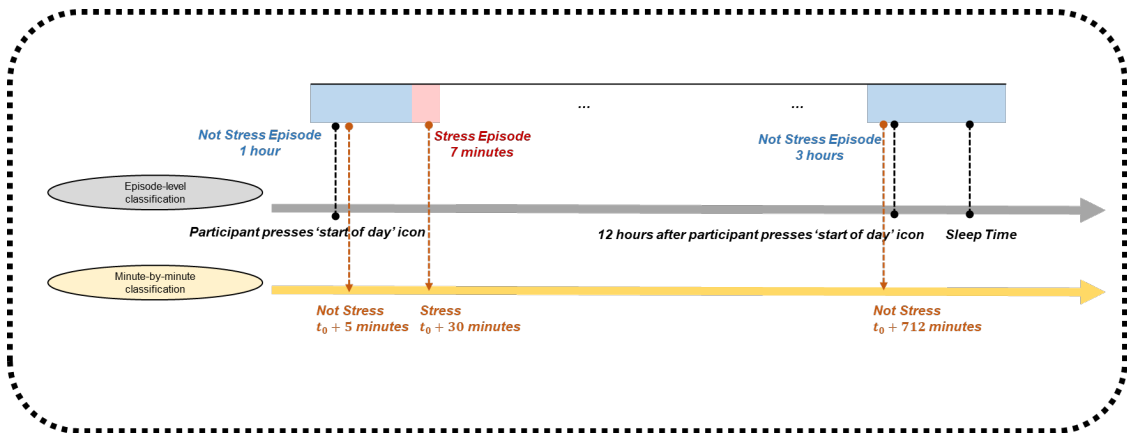 ... ...
Not Stress Episode
1 hour
Stress Episode
7 minutes
Not Stress Episode
3 hours
Episode-level
classification
Participant presses ‘start of day’ icon
12 hours after participant presses ‘start of day’ icon
Sleep Time
Minute-by-minute
classification
Not Stress
t₀ + 5 minutes
Stress
t₀ + 30 minutes
Not Stress
t₀ + 712 minutes